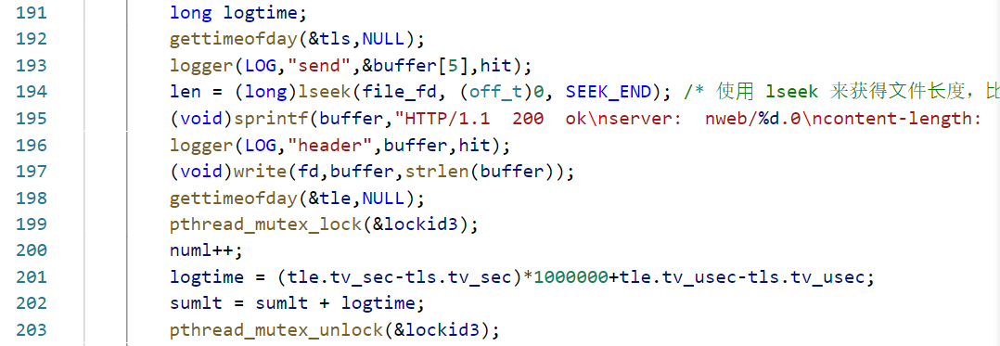 191 long logtime;
192 gettimeofday(&tls,NULL);
193 logger(LOG,"send",&buffer[5],hit);
194 len = (long)lseek(file_fd, (off_t)0, SEEK_END); /* 使用 lseek 来获得文件长度，比
195 (void)sprintf(buffer,"HTTP/1.1  200  ok\nserver:  nweb/%d.0\ncontent-length:
196 logger(LOG,"header",buffer,hit);
197 (void)write(fd,buffer,strlen(buffer));
198 gettimeofday(&tle,NULL);
199 pthread_mutex_lock(&lockid3);
200 numl++;
201 logtime = (tle.tv_sec-tls.tv_sec)*1000000+tle.tv_usec-tls.tv_usec;
202 sumlt = sumlt + logtime;
203 pthread_mutex_unlock(&lockid3);